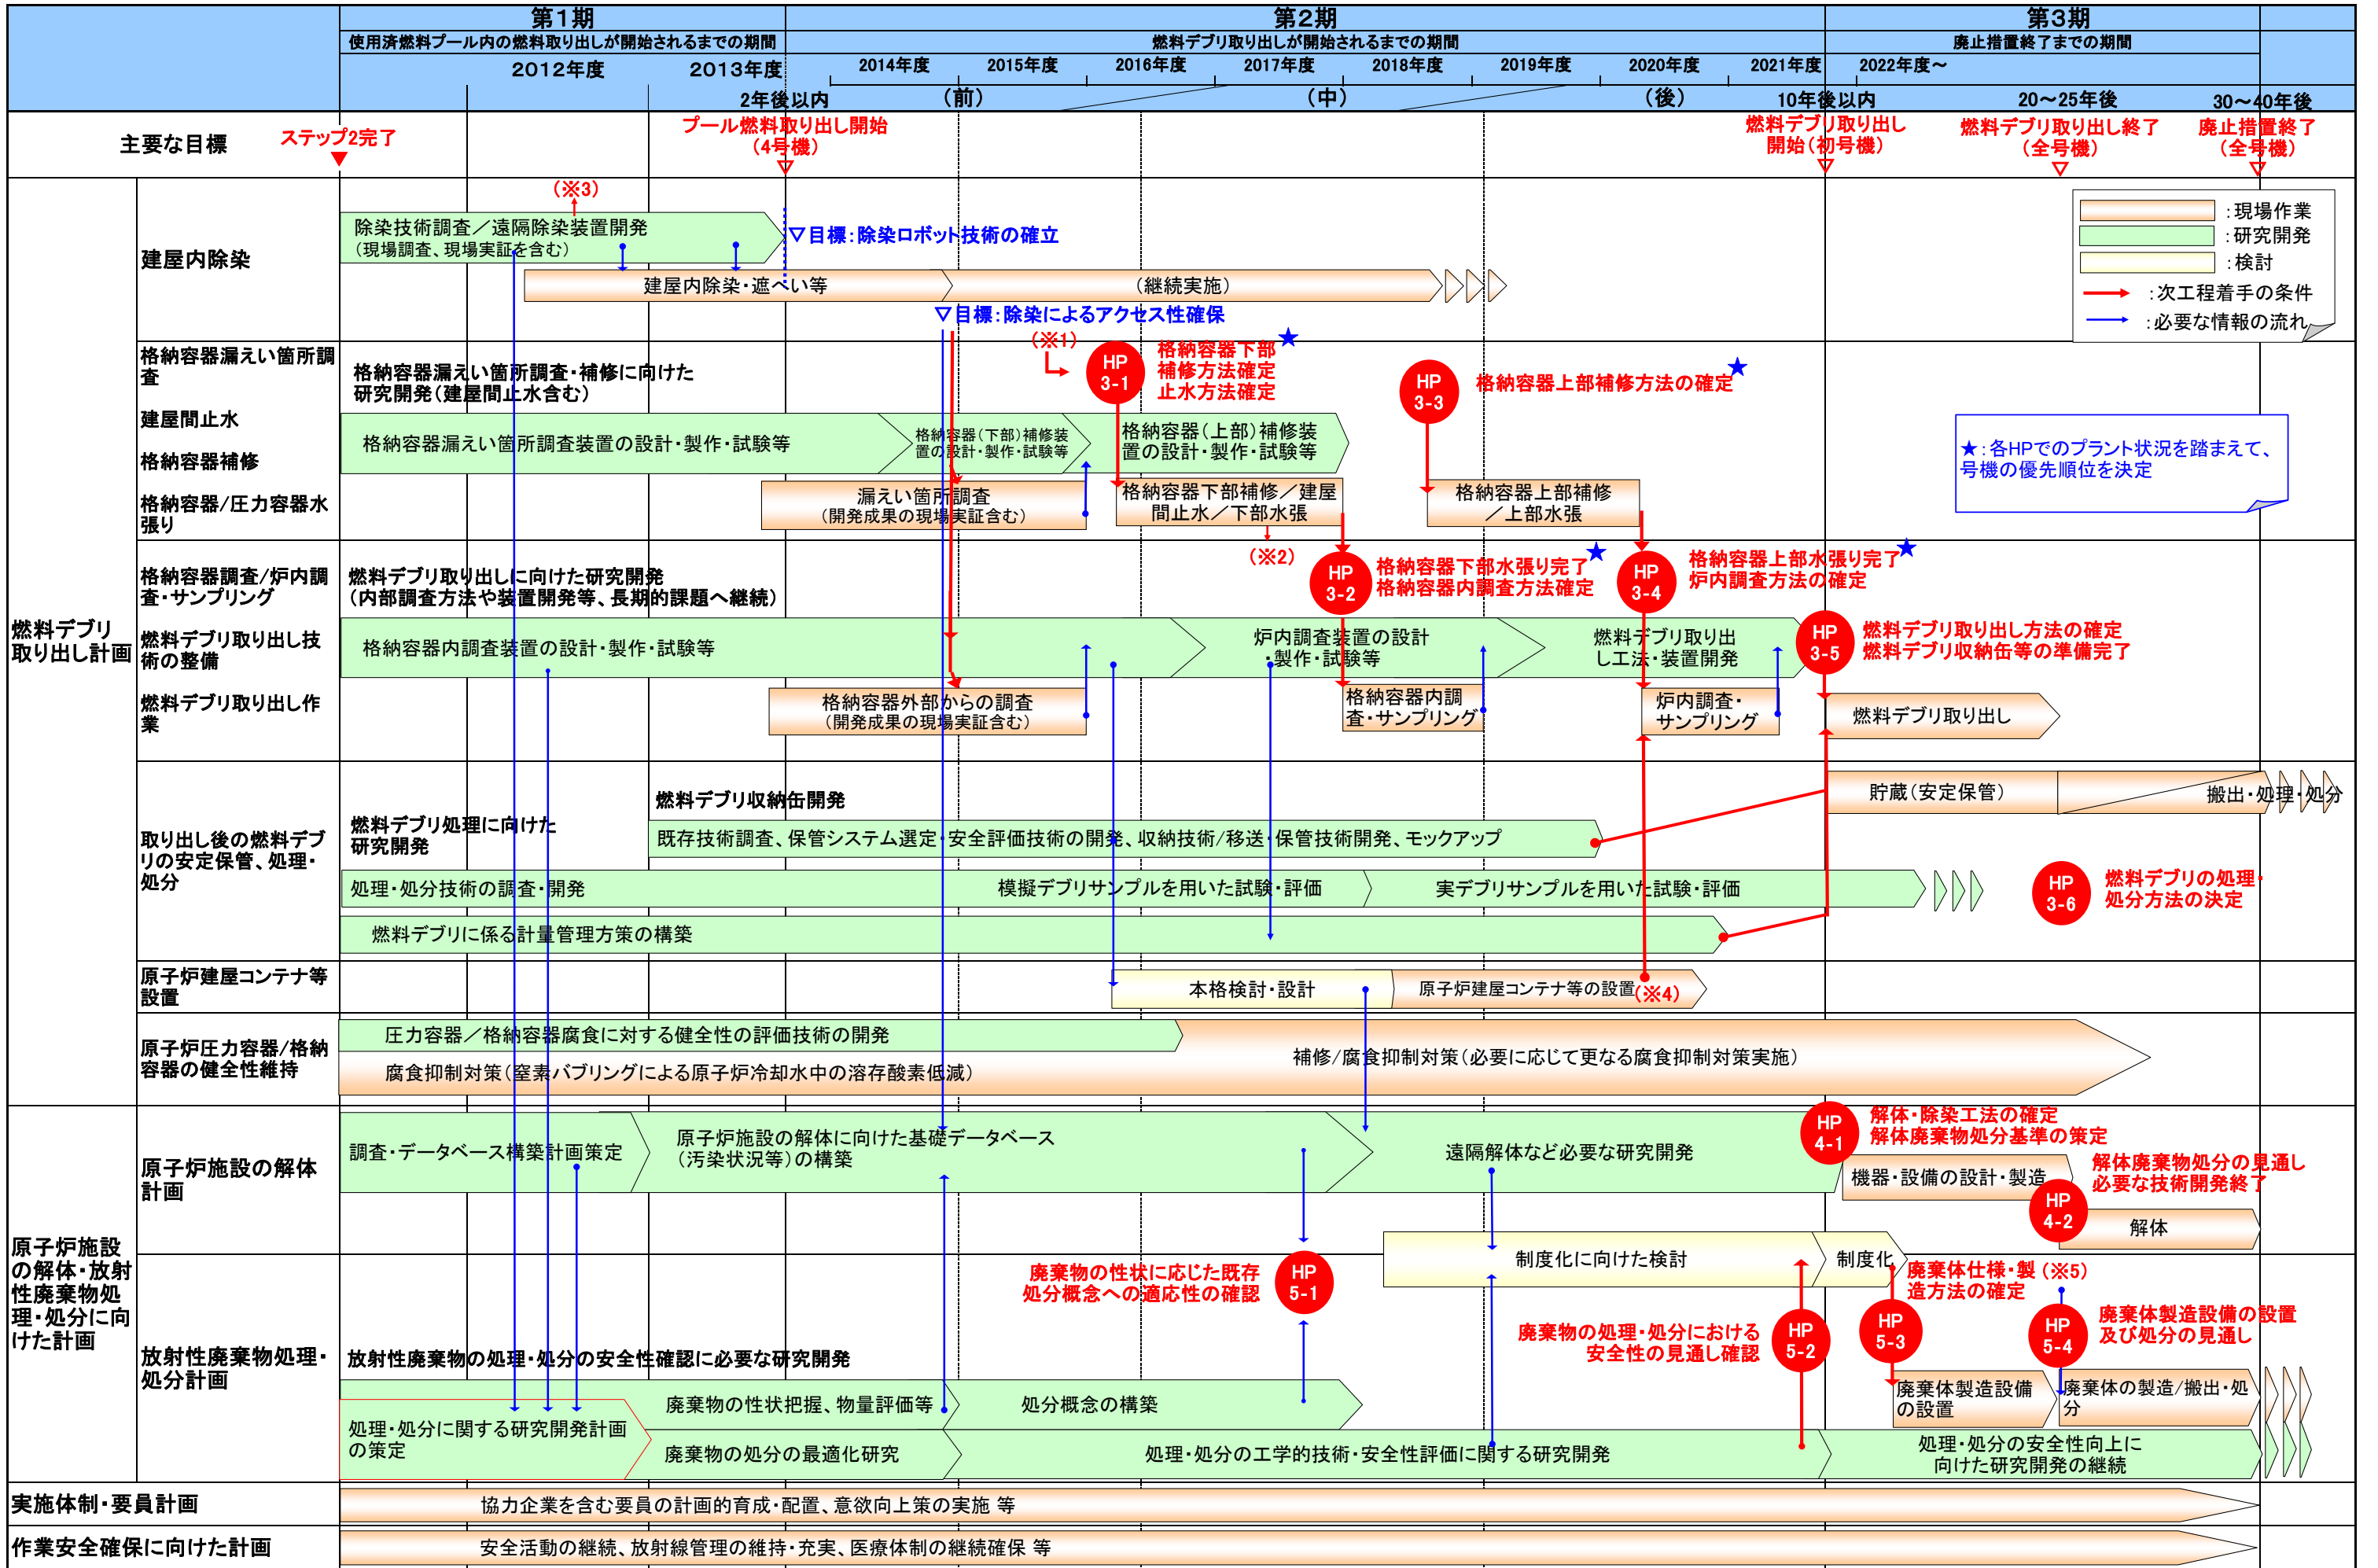 第1期
第2期
第3期
使用済燃料プール内の燃料取り出しが開始されるまでの期間
燃料デブリ取り出しが開始されるまでの期間
廃止措置終了までの期間
2012年度
2013年度
2014年度
2015年度
2016年度
2017年度
2018年度
2019年度
2020年度
2021年度
2022年度～
2年後以内
（前）
（中）
（後）
10年後以内
20～25年後
30～40年後
主要な目標
ステップ2完了
プール燃料取り出し開始
（4号機）
燃料デブリ取り出し
開始（初号機）
燃料デブリ取り出し終了
（全号機）
廃止措置終了
（全号機）
：現場作業
：研究開発
：検討
：次工程着手の条件
：必要な情報の流れ
燃料デブリ
取り出し計画
建屋内除染
（※3）
除染技術調査／遠隔除染装置開発
（現場調査、現場実証を含む）
▽目標：除染ロボット技術の確立
建屋内除染・遮へい等
（継続実施）
▽目標：除染によるアクセス性確保
格納容器漏えい箇所調
査
建屋間止水
格納容器補修
格納容器/圧力容器水
張り
格納容器漏えい箇所調査・補修に向けた
研究開発（建屋間止水含む）
（※1）
HP
3-1
格納容器下部
補修方法確定
止水方法確定
★
HP
3-3
格納容器上部補修方法の確定
★
★：各HPでのプラント状況を踏まえて、
号機の優先順位を決定
格納容器漏えい箇所調査装置の設計・製作・試験等
格納容器（下部）補修装
置の設計・製作・試験等
格納容器（上部）補修装
置の設計・製作・試験等
漏えい箇所調査
（開発成果の現場実証含む）
格納容器下部補修／建屋
間止水／下部水張
格納容器上部補修
／上部水張
（※2）
格納容器調査/炉内調
査・サンプリング
燃料デブリ取り出し技
術の整備
燃料デブリ取り出し作
業
燃料デブリ取り出しに向けた研究開発
（内部調査方法や装置開発等、長期的課題へ継続）
HP
3-2
格納容器下部水張り完了
格納容器内調査方法確定
★
HP
3-4
格納容器上部水張り完了
炉内調査方法の確定
★
格納容器内調査装置の設計・製作・試験等
炉内調査装置の設計
・製作・試験等
燃料デブリ取り出
し工法・装置開発
HP
3-5
燃料デブリ取り出し方法の確定
燃料デブリ収納缶等の準備完了
格納容器外部からの調査
（開発成果の現場実証含む）
格納容器内調
査・サンプリング
炉内調査・
サンプリング
燃料デブリ取り出し
取り出し後の燃料デブ
リの安定保管、処理・
処分
燃料デブリ処理に向けた
研究開発
燃料デブリ収納缶開発
貯蔵（安定保管）
搬出・処理・処分
既存技術調査、保管システム選定・安全評価技術の開発、収納技術/移送・保管技術開発、モックアップ
処理・処分技術の調査・開発
模擬デブリサンプルを用いた試験・評価
実デブリサンプルを用いた試験・評価
HP
3-6
燃料デブリの処理・
処分方法の決定
燃料デブリに係る計量管理方策の構築
原子炉建屋コンテナ等
設置
本格検討・設計
原子炉建屋コンテナ等の設置
（※4）
原子炉圧力容器/格納
容器の健全性維持
圧力容器／格納容器腐食に対する健全性の評価技術の開発
腐食抑制対策（窒素バブリングによる原子炉冷却水中の溶存酸素低減）
補修/腐食抑制対策（必要に応じて更なる腐食抑制対策実施）
原子炉施設
の解体・放射
性廃棄物処
理・処分に向
けた計画
原子炉施設の解体
計画
調査・データベース構築計画策定
原子炉施設の解体に向けた基礎データベース
（汚染状況等）の構築
遠隔解体など必要な研究開発
HP
4-1
解体・除染工法の確定
解体廃棄物処分基準の策定
機器・設備の設計・製造
HP
4-2
解体廃棄物処分の見通し
必要な技術開発終了
解体
制度化に向けた検討
制度化
放射性廃棄物処理・
処分計画
放射性廃棄物の処理・処分の安全性確認に必要な研究開発
廃棄物の性状に応じた既存
処分概念への適応性の確認
HP
5-1
廃棄物の処理・処分における
安全性の見通し確認
HP
5-2
HP
5-3
廃棄体仕様・製
造方法の確定
（※5）
HP
5-4
廃棄体製造設備の設置
及び処分の見通し
処理・処分に関する研究開発計画
の策定
廃棄物の性状把握、物量評価等
処分概念の構築
廃棄体製造設備
の設置
廃棄体の製造/搬出・処
分
廃棄物の処分の最適化研究
処理・処分の工学的技術・安全性評価に関する研究開発
処理・処分の安全性向上に
向けた研究開発の継続
実施体制・要員計画
協力企業を含む要員の計画的育成・配置、意欲向上策の実施 等
作業安全確保に向けた計画
安全活動の継続、放射線管理の維持・充実、医療体制の継続確保 等